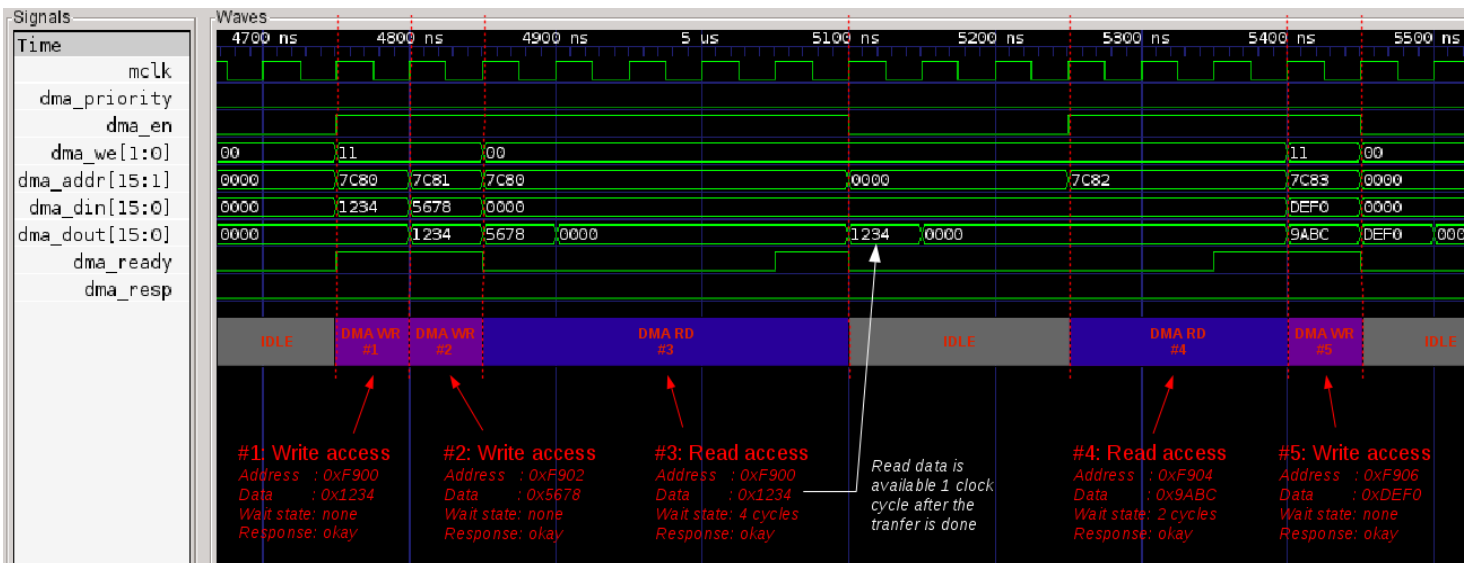 Signals
Waves
Time
4700 ns 4800 ns 4900 ns 5 us 5100 ns 5200 ns 5300 ns 5400 ns 5500 ns
mclk
dma_priority
dma_en
dma_we[1:0] 00 11 00 11 00
dma_addr[15:1] 0000 7C80 7C81 7C80 0000 7C82 7C83 0000
dma_din[15:0] 0000 1234 5678 0000 DEF0 0000
dma_dout[15:0] 0000 1234 5678 0000 1234 0000 9ABC DEF0 000
dma_ready
dma_resp
IDLE DMA WR #1 DMA WR #2 DMA RD #3 IDLE DMA RD #4 DMA WR #5 IDLE
#1: Write access
Address : 0xF900
Data : 0x1234
Wait state: none
Response: okay
#2: Write access
Address : 0xF902
Data : 0x5678
Wait state: none
Response: okay
#3: Read access
Address : 0xF900
Data : 0x1234
Wait state: 4 cycles
Response: okay
Read data is
available 1 clock
cycle after the
tranfer is done
#4: Read access
Address : 0xF904
Data : 0x9ABC
Wait state: 2 cycles
Response: okay
#5: Write access
Address : 0xF906
Data : 0xDEF0
Wait state: none
Response: okay